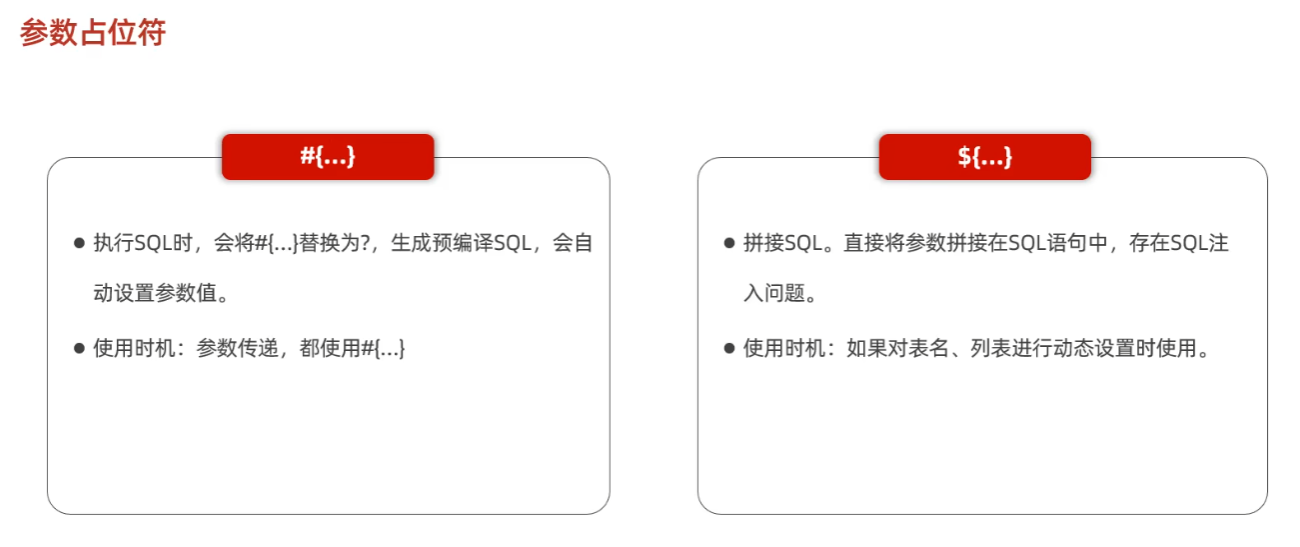 参数占位符
#{...}
● 执行SQL时，会将#{...}替换为?，生成预编译SQL，会自
动设置参数值。
● 使用时机：参数传递，都使用#{...}
${...}
● 拼接SQL。直接将参数拼接在SQL语句中，存在SQL注
入问题。
● 使用时机：如果对表名、列表进行动态设置时使用。